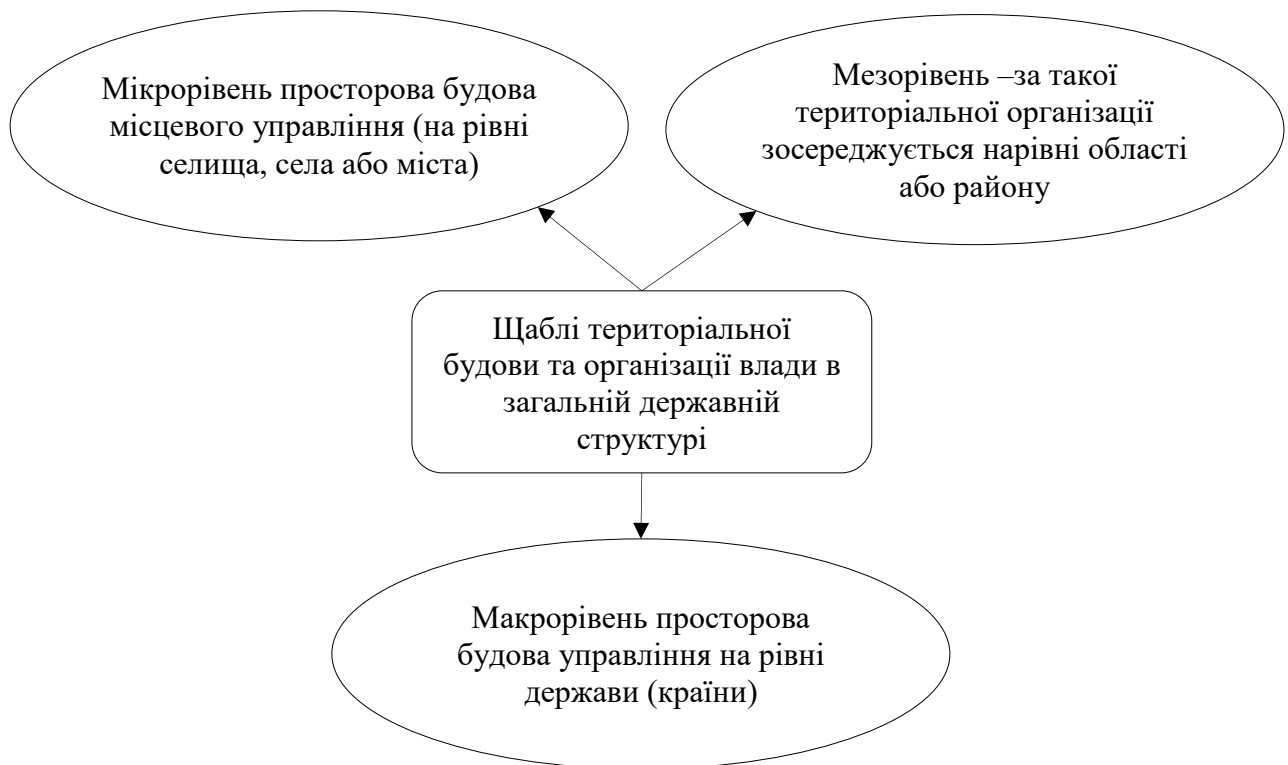 Мікрорівень просторова будова
місцевого управління (на рівні
селища, села або міста)
Мезорівень –за такої
територіальної організації
зосереджується нарівні області
або району
Щаблі територіальної
будови та організації влади в
загальній державній
структурі
Макрорівень просторова
будова управління на рівні
держави (країни)